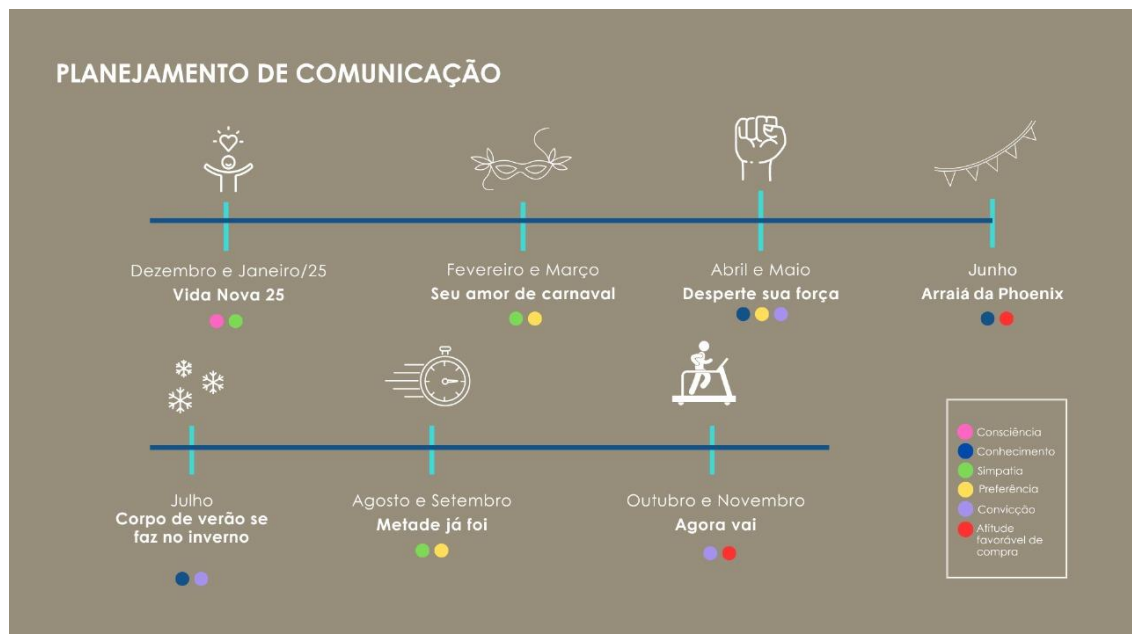 PLANEJAMENTO DE COMUNICAÇÃO
Dezembro e Janeiro/25
Vida Nova 25
Fevereiro e Março
Seu amor de carnaval
Abril e Maio
Desperte sua força
Junho
Arraiá da Phoenix
Julho
Corpo de verão se
faz no inverno
Agosto e Setembro
Metade já foi
Outubro e Novembro
Agora vai
Consciência
Conhecimento
Simpatia
Preferência
Convicção
Atitude
favorável de
compra